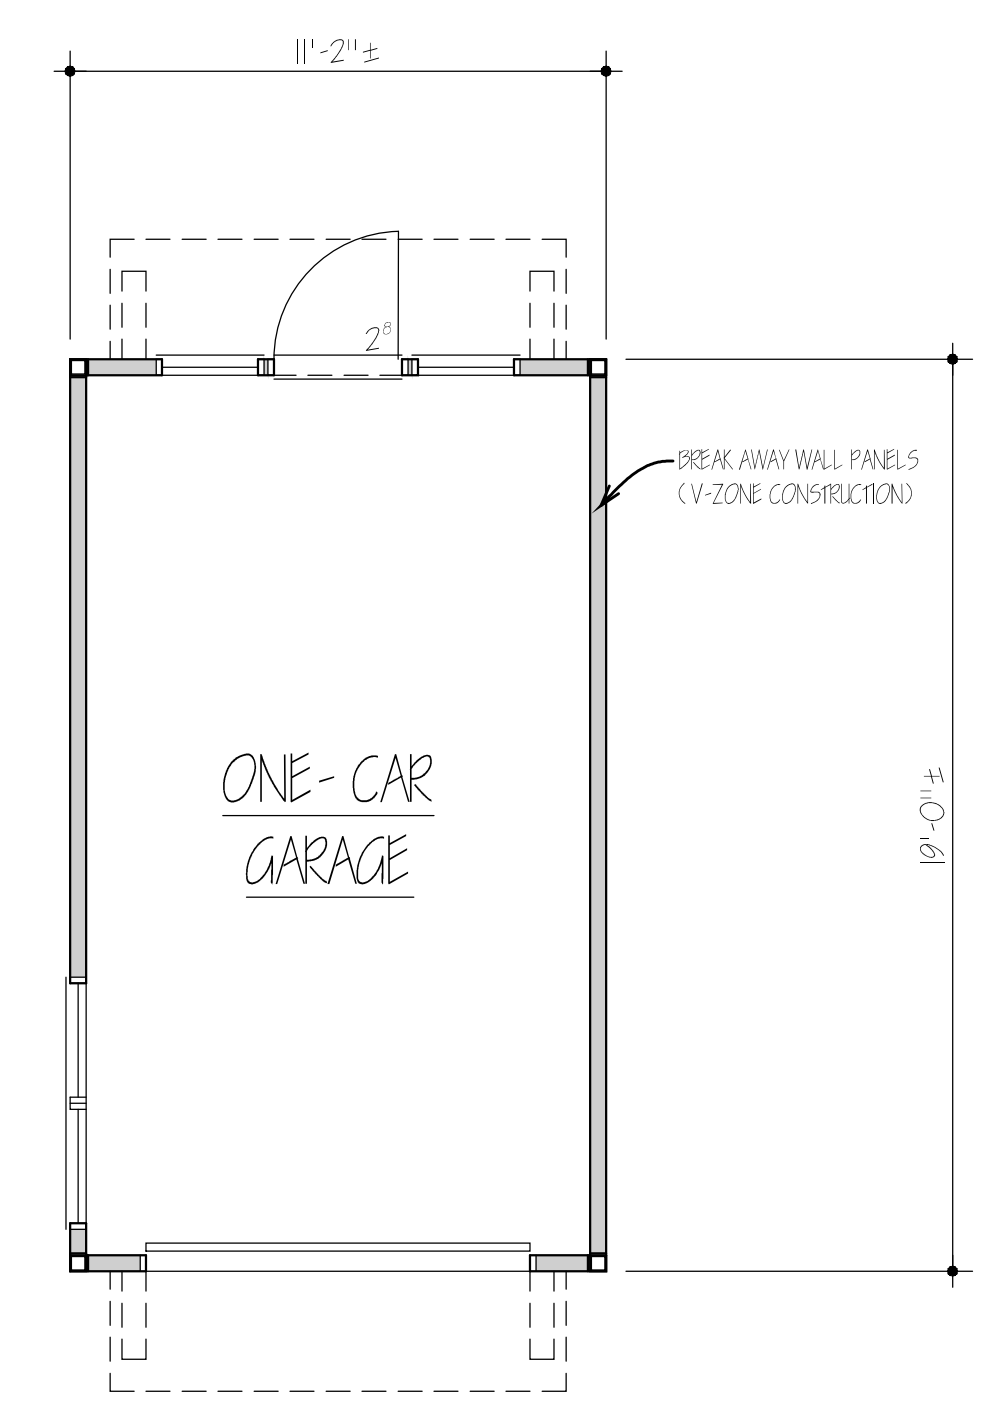 11'-2"±
2⁸
BREAK AWAY WALL PANELS
(V-ZONE CONSTRUCTION)
ONE-CAR
GARAGE
19'-0"±